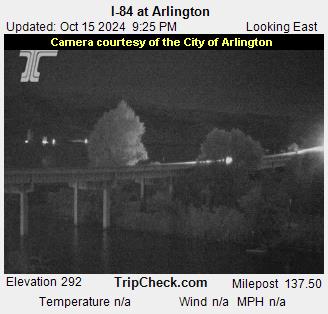 I-84 at Arlington
Updated: Oct 15 2024 9:25 PM Looking East
Camera courtesy of the City of Arlington
Elevation 292 TripCheck.com Milepost 137.50
Temperature n/a Wind n/a MPH n/a